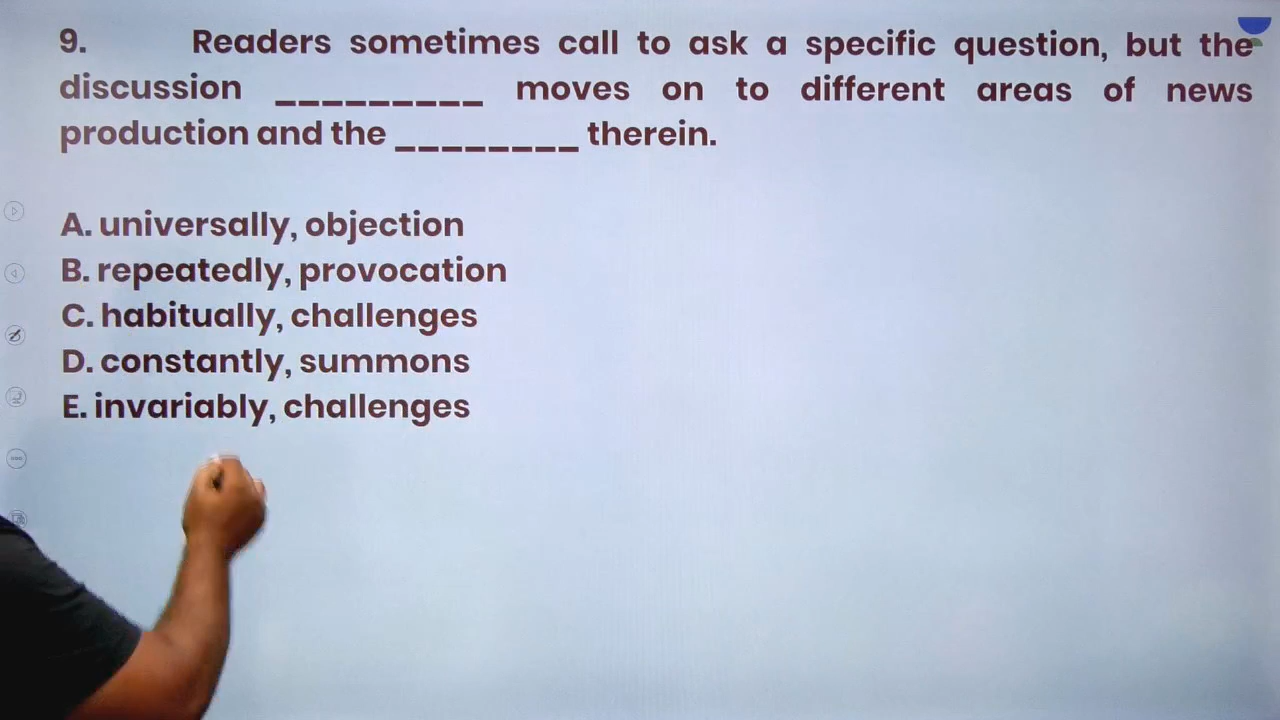 9. Readers sometimes call to ask a specific question, but the
discussion _________ moves on to different areas of news
production and the ________ therein.
A. universally, objection
B. repeatedly, provocation
C. habitually, challenges
D. constantly, summons
E. invariably, challenges